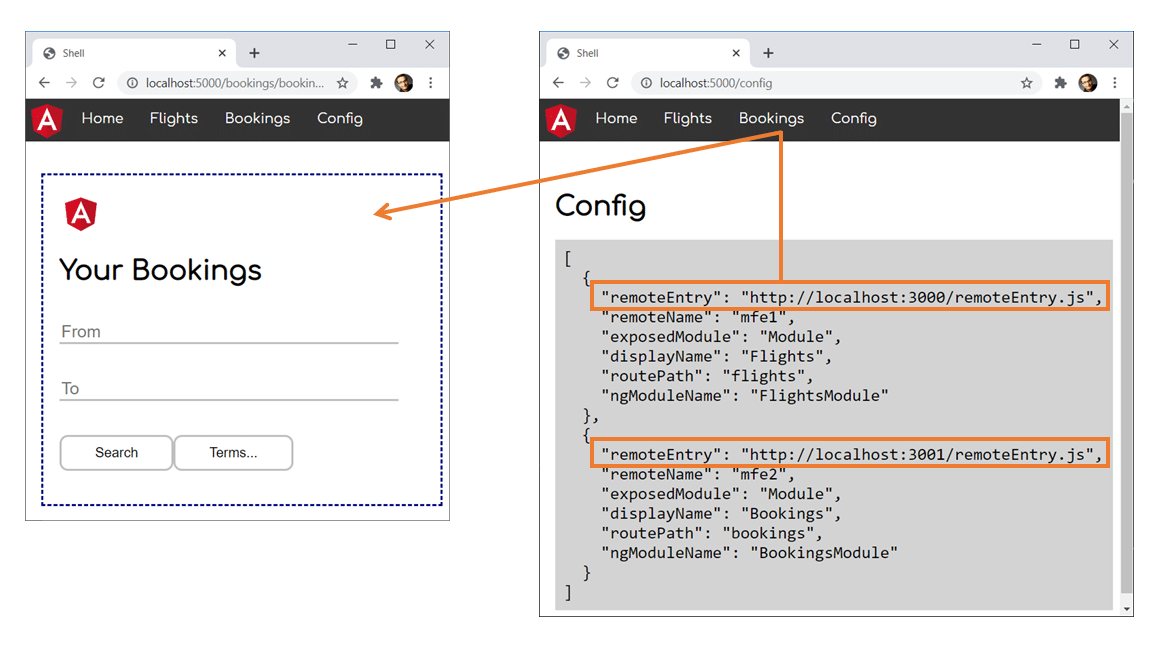 Shell
localhost:5000/bookings/bookin...
Home Flights Bookings Config
Your Bookings
From
To
Search Terms...
Shell
localhost:5000/config
Home Flights Bookings Config
Config
[
{
"remoteEntry": "http://localhost:3000/remoteEntry.js",
"remoteName": "mfe1",
"exposedModule": "Module",
"displayName": "Flights",
"routePath": "flights",
"ngModuleName": "FlightsModule"
},
{
"remoteEntry": "http://localhost:3001/remoteEntry.js",
"remoteName": "mfe2",
"exposedModule": "Module",
"displayName": "Bookings",
"routePath": "bookings",
"ngModuleName": "BookingsModule"
}
]